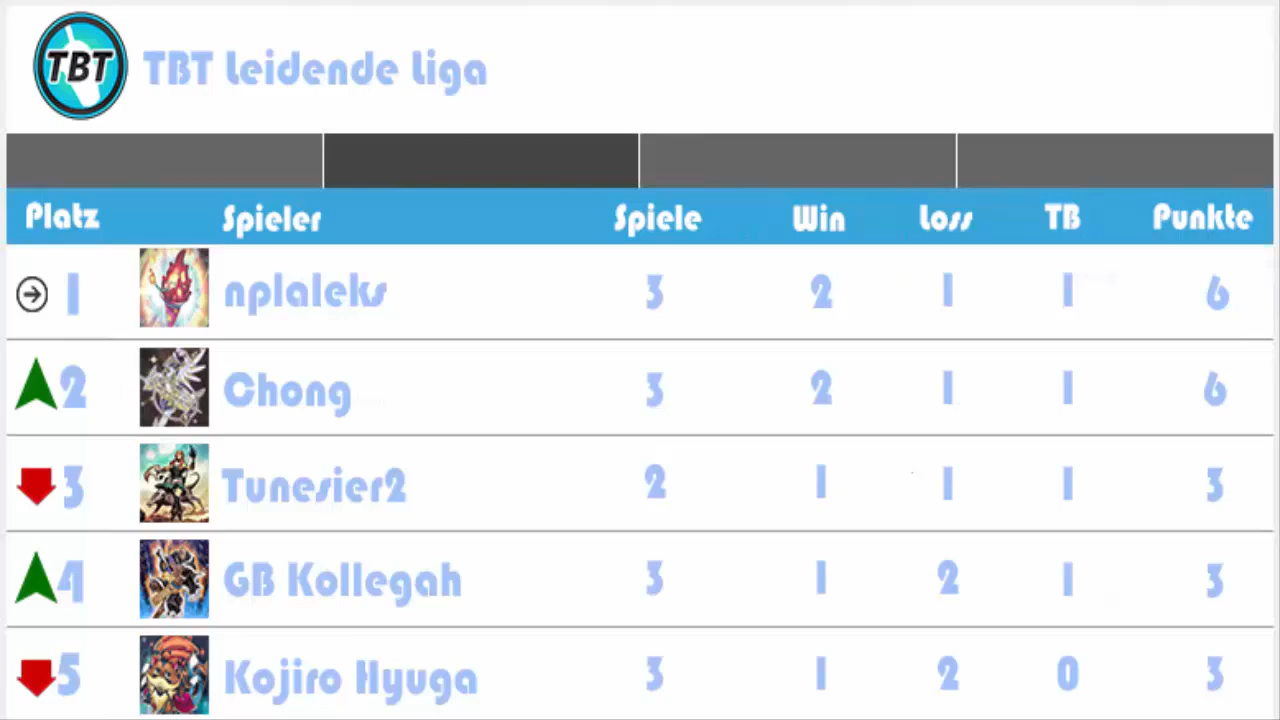 TBT TBT Leidende Liga
Platz Spieler Spiele Win Loss TB Punkte
1 nplaleks 3 2 1 1 6
2 Chong 3 2 1 1 6
3 Tunesier2 2 1 1 1 3
4 GB Kollegah 3 1 2 1 3
5 Kojiro Hyuga 3 1 2 0 3